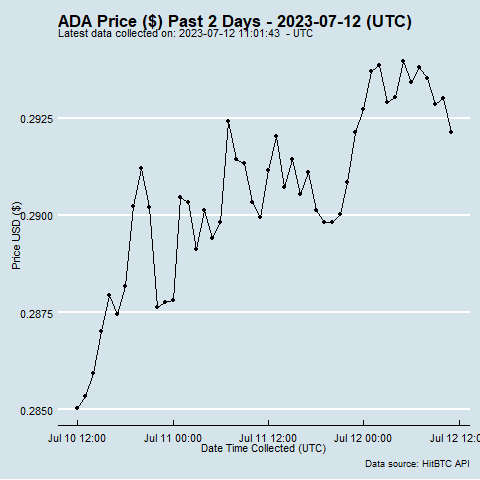 ADA Price ($) Past 2 Days - 2023-07-12 (UTC)
Latest data collected on: 2023-07-12 11:01:43  - UTC
0.2925
0.2900
0.2875
0.2850
Price USD ($)
Jul 10 12:00 Jul 11 00:00 Jul 11 12:00 Jul 12 00:00 Jul 12 12:
Date Time Collected (UTC)
Data source: HitBTC API